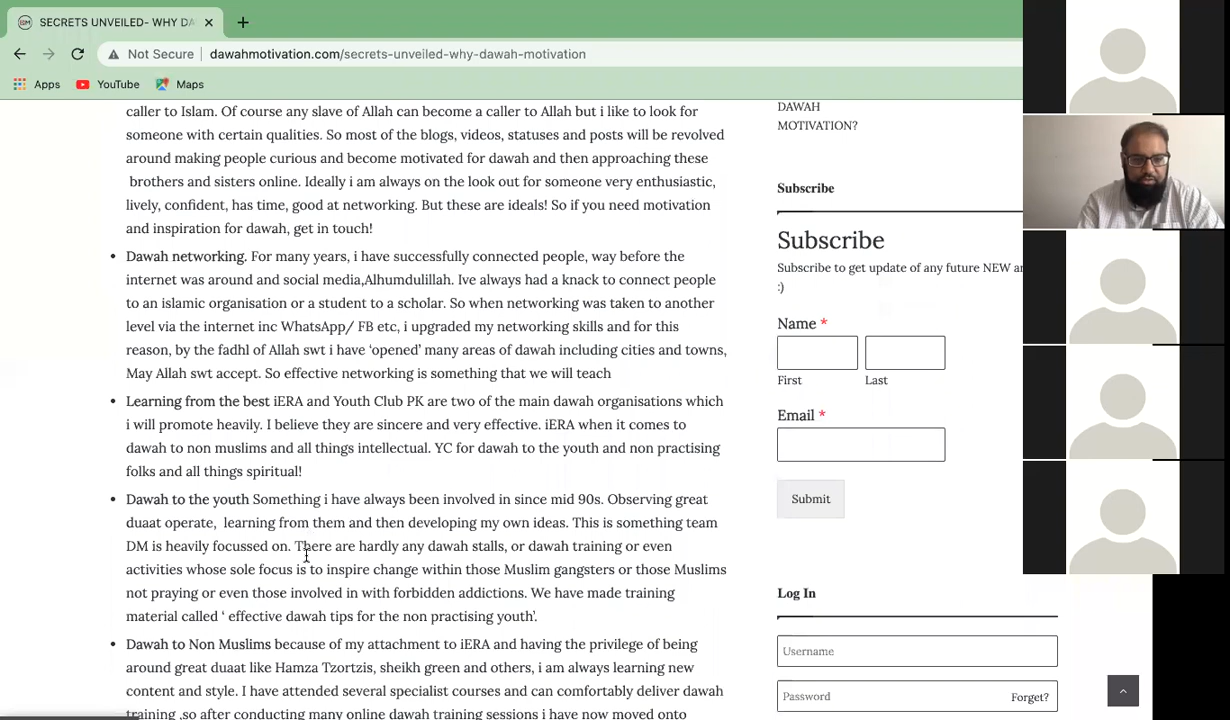 SECRETS UNVEILED- WHY DA
Not Secure
dawahmotivation.com/secrets-unveiled-why-dawah-motivation
Apps
YouTube
Maps
caller to Islam. Of course any slave of Allah can become a caller to Allah but i like to look for
someone with certain qualities. So most of the blogs, videos, statuses and posts will be revolved
around making people curious and become motivated for dawah and then approaching these
brothers and sisters online. Ideally i am always on the look out for someone very enthusiastic,
lively, confident, has time, good at networking. But these are ideals! So if you need motivation
and inspiration for dawah, get in touch!
• Dawah networking. For many years, i have successfully connected people, way before the
internet was around and social media,Alhumdulillah. Ive always had a knack to connect people
to an islamic organisation or a student to a scholar. So when networking was taken to another
level via the internet inc WhatsApp/ FB etc, i upgraded my networking skills and for this
reason, by the fadhl of Allah swt i have ‘opened’ many areas of dawah including cities and towns,
May Allah swt accept. So effective networking is something that we will teach
• Learning from the best iERA and Youth Club PK are two of the main dawah organisations which
i will promote heavily. I believe they are sincere and very effective. iERA when it comes to
dawah to non muslims and all things intellectual. YC for dawah to the youth and non practising
folks and all things spiritual!
• Dawah to the youth Something i have always been involved in since mid 90s. Observing great
duaat operate, learning from them and then developing my own ideas. This is something team
DM is heavily focussed on. There are hardly any dawah stalls, or dawah training or even
activities whose sole focus is to inspire change within those Muslim gangsters or those Muslims
not praying or even those involved in with forbidden addictions. We have made training
material called ‘ effective dawah tips for the non practising youth’.
• Dawah to Non Muslims because of my attachment to iERA and having the privilege of being
around great duaat like Hamza Tzortzis, sheikh green and others, i am always learning new
content and style. I have attended several specialist courses and can comfortably deliver dawah
training ,so after conducting many online dawah training sessions i have now moved onto
DAWAH
MOTIVATION?
Subscribe
Subscribe
Subscribe to get update of any future NEW
:)
Name *
First
Last
Email *
Submit
Log In
Username
Password
Forget?